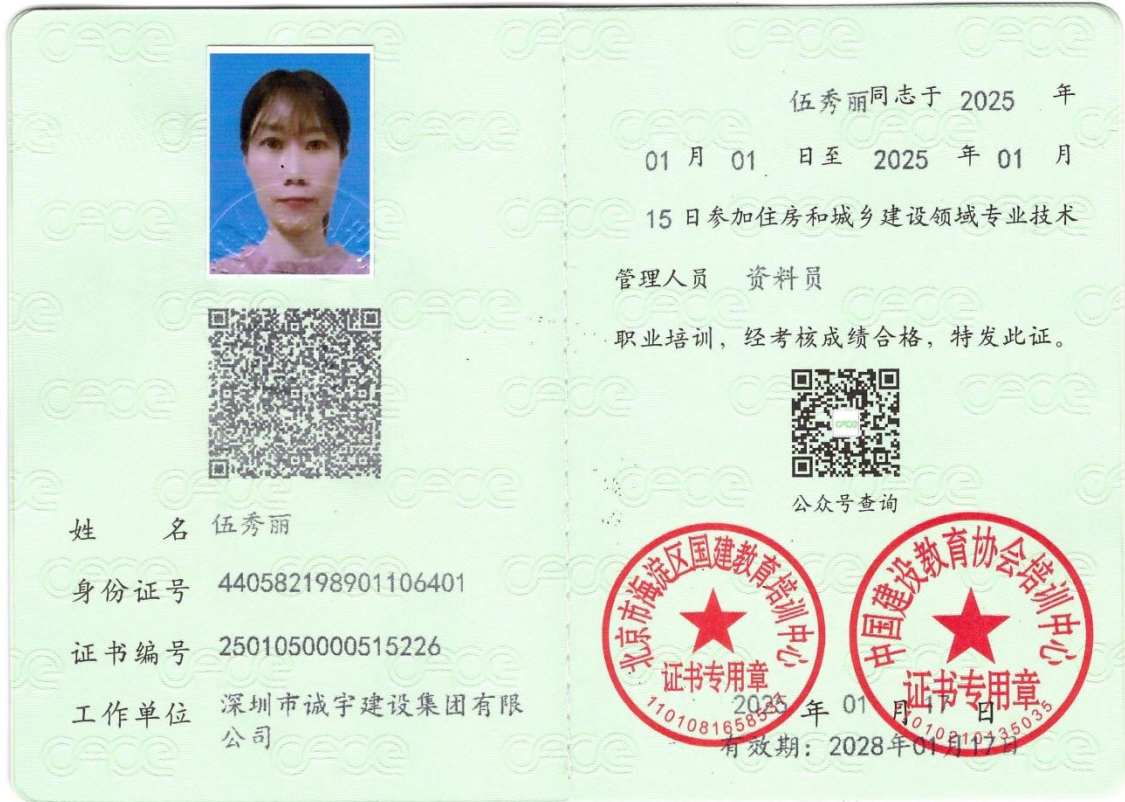 姓名 伍秀丽
身份证号 440582198901106401
证书编号 2501050000515226
工作单位 深圳市诚宇建设集团有限
公司
伍秀丽同志于 2025 年
01 月 01 日至 2025 年 01 月
15 日参加住房和城乡建设领域专业技术
管理人员 资料员
职业培训，经考核成绩合格，特发此证。
公众号查询
北京市海淀区国建教育培训中心
证书专用章
中国建设教育协会培训中心
证书专用章
2025 年 01 月 17 日
有效期：2028年01月17日
CACE